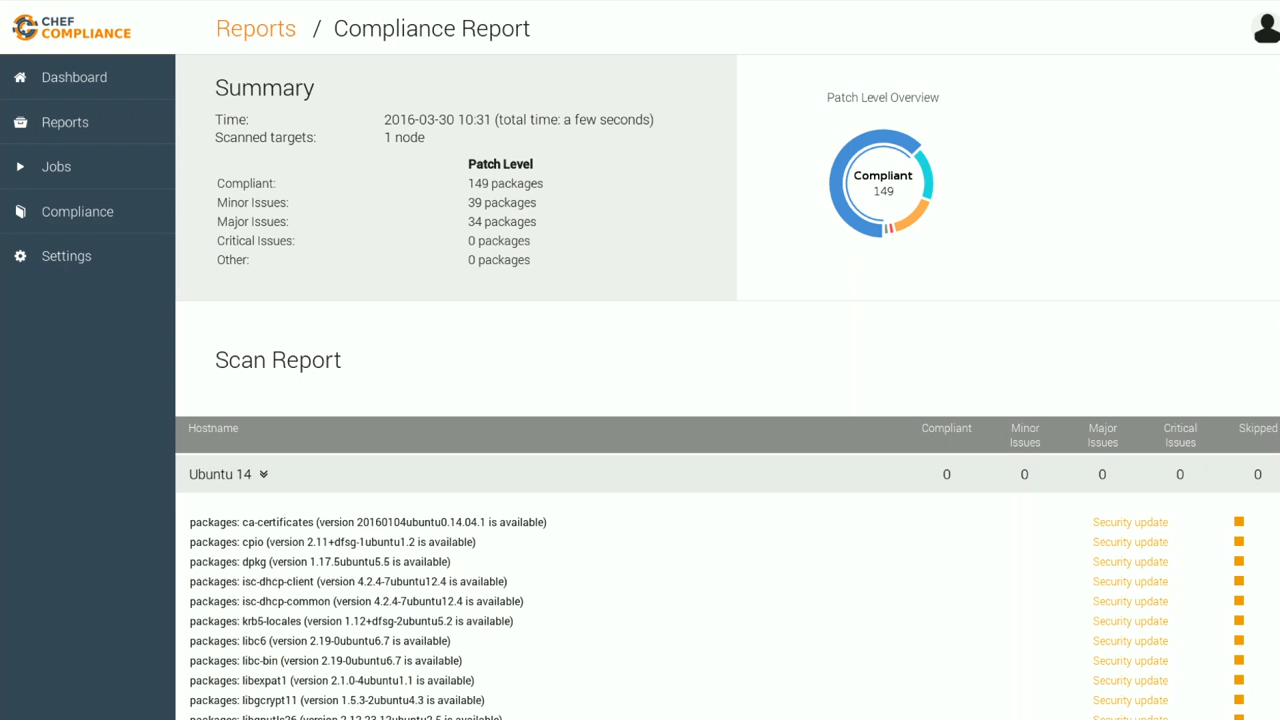 CHEF
COMPLIANCE
Reports / Compliance Report
Dashboard
Reports
Jobs
Compliance
Settings
Summary
Time: 2016-03-30 10:31 (total time: a few seconds)
Scanned targets: 1 node
Patch Level
Compliant: 149 packages
Minor Issues: 39 packages
Major Issues: 34 packages
Critical Issues: 0 packages
Other: 0 packages
Patch Level Overview
Compliant
149
Scan Report
Hostname Compliant Minor Issues Major Issues Critical Issues Skipped
Ubuntu 14 0 0 0 0 0
packages: ca-certificates (version 20160104ubuntu0.14.04.1 is available) Security update
packages: cpio (version 2.11+dfsg-1ubuntu1.2 is available) Security update
packages: dpkg (version 1.17.5ubuntu5.5 is available) Security update
packages: isc-dhcp-client (version 4.2.4-7ubuntu12.4 is available) Security update
packages: isc-dhcp-common (version 4.2.4-7ubuntu12.4 is available) Security update
packages: krb5-locales (version 1.12+dfsg-2ubuntu5.2 is available) Security update
packages: libc6 (version 2.19-0ubuntu6.7 is available) Security update
packages: libc-bin (version 2.19-0ubuntu6.7 is available) Security update
packages: libexpat1 (version 2.1.0-4ubuntu1.1 is available) Security update
packages: libgcrypt11 (version 1.5.3-2ubuntu4.3 is available) Security update
packages: libgnutls26 (version 2.12.23-12ubuntu2.5 is available)